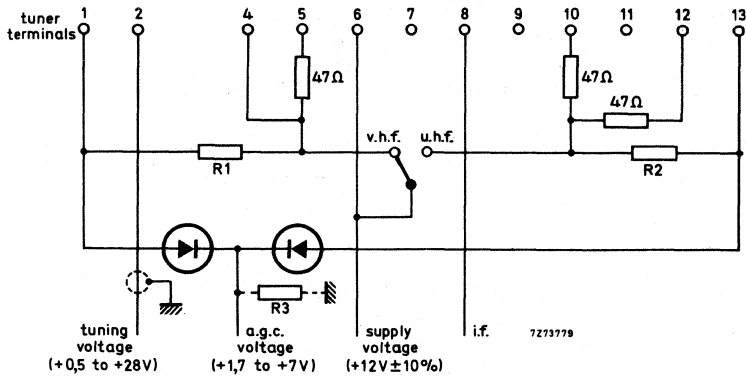 tuner
terminals
1 2 4 5 6 7 8 9 10 11 12 13
47Ω
47Ω
47Ω
v.h.f. u.h.f.
R1
R2
R3
tuning
voltage
(+0,5 to +28V)
a.g.c.
voltage
(+1,7 to +7V)
supply
voltage
(+12V±10%)
i.f.
7Z73779